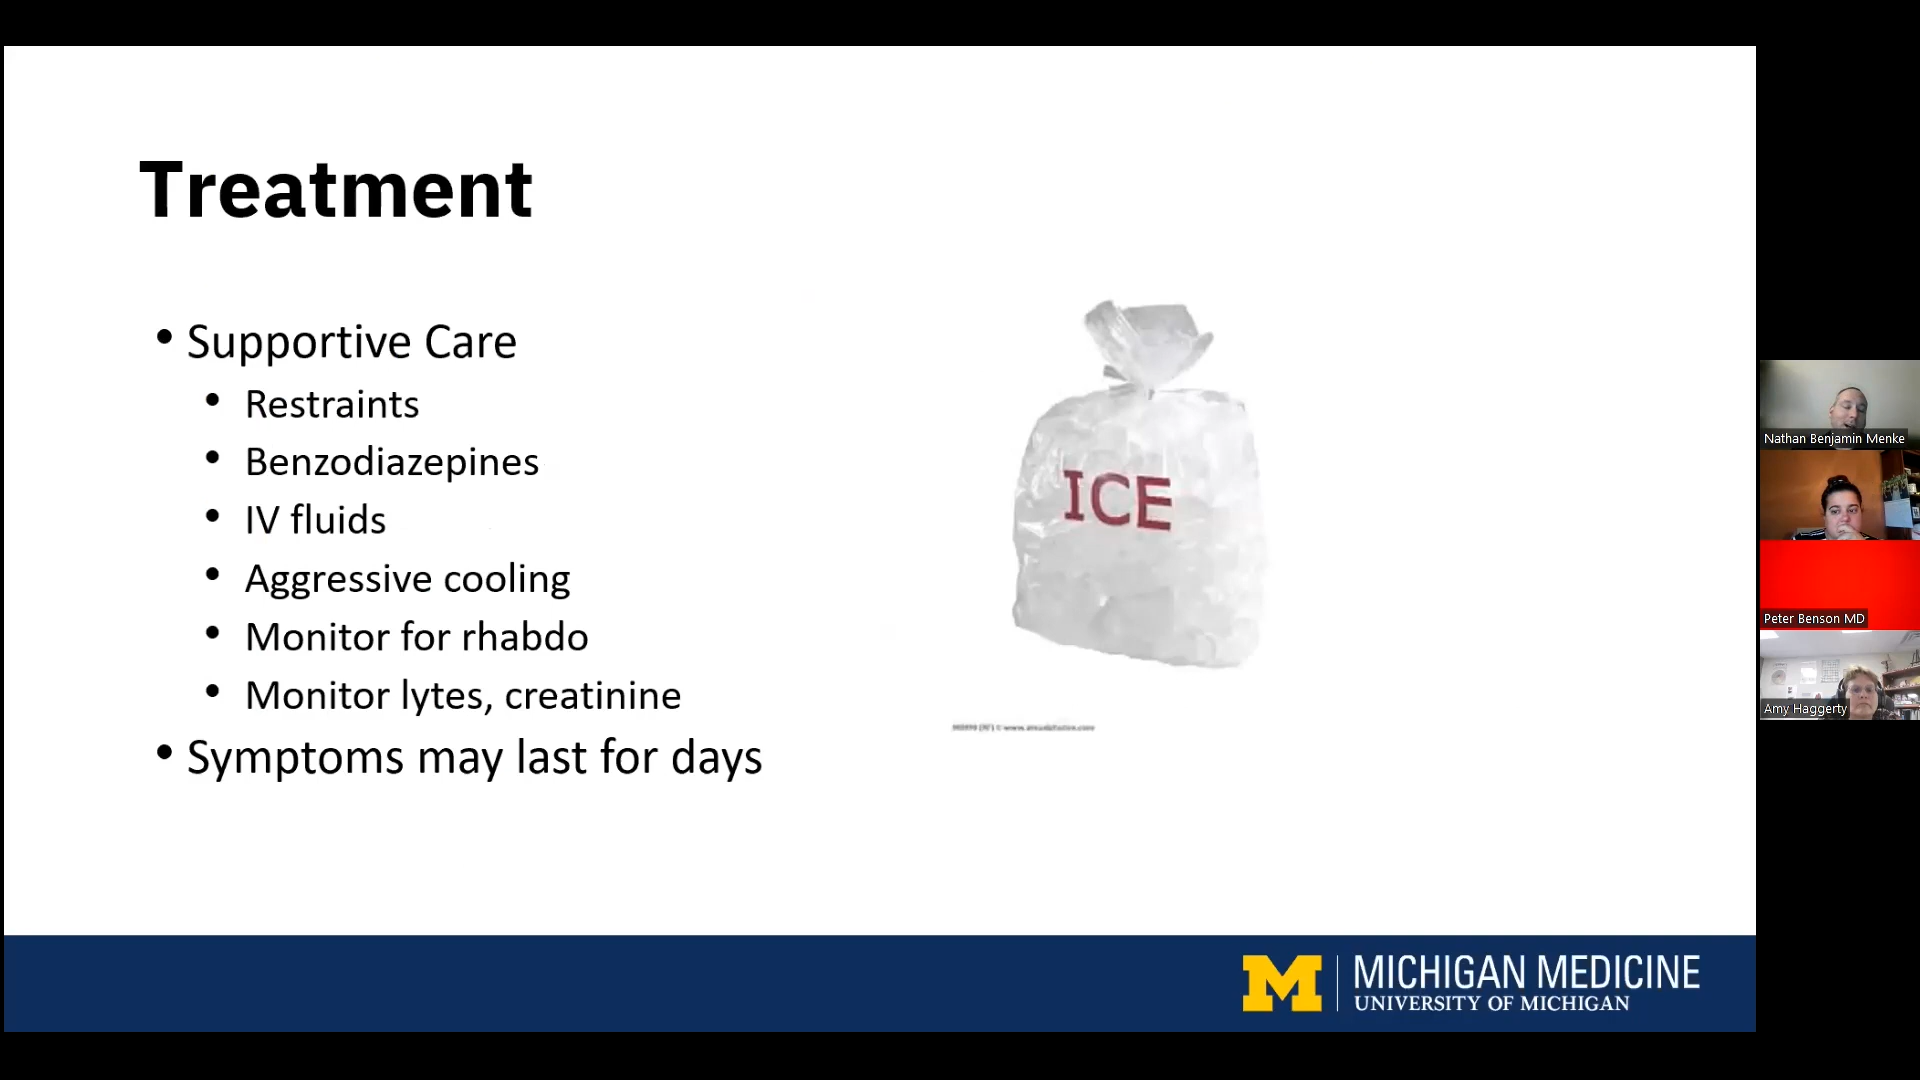 Treatment
• Supportive Care
• Restraints
• Benzodiazepines
• IV fluids
• Aggressive cooling
• Monitor for rhabdo
• Monitor lytes, creatinine
• Symptoms may last for days
ICE
M MICHIGAN MEDICINE
UNIVERSITY OF MICHIGAN
Nathan Benjamin Menke
Peter Benson MD
Amy Haggerty